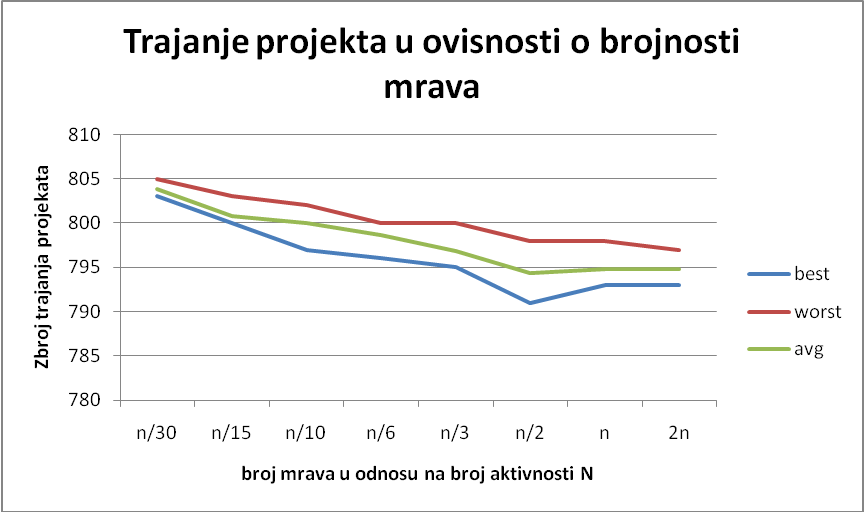 Trajanje projekta u ovisnosti o brojnosti
mrava
Zbroj trajanja projekata
810
805
800
795
790
785
780
n/30 n/15 n/10 n/6 n/3 n/2 n 2n
broj mrava u odnosu na broj aktivnosti N
best
worst
avg